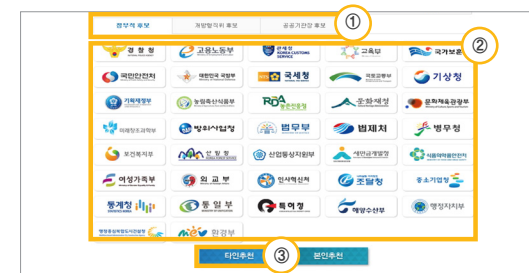 정부직 후보 개방형직위 후보 공공기관장 후보 ①
②
경찰청 고용노동부 관세청 KOREA CUSTOMS SERVICE 교육부 국가보훈
국민안전처 대한민국 국방부 국세청 국토교통부 기상청
기획재정부 농림축산식품부 RDA 농촌진흥청 문화재청 문화체육관광부
미래창조과학부 방위사업청 법무부 법제처 병무청
보건복지부 산림청 산업통상자원부 새만금개발청 식품의약품안전처
여성가족부 외교부 인사혁신처 조달청 중소기업청
통계청 통일부 특허청 해양수산부 행정자치부
행정중심복합도시건설청 me 환경부
타인추천 ③ 본인추천